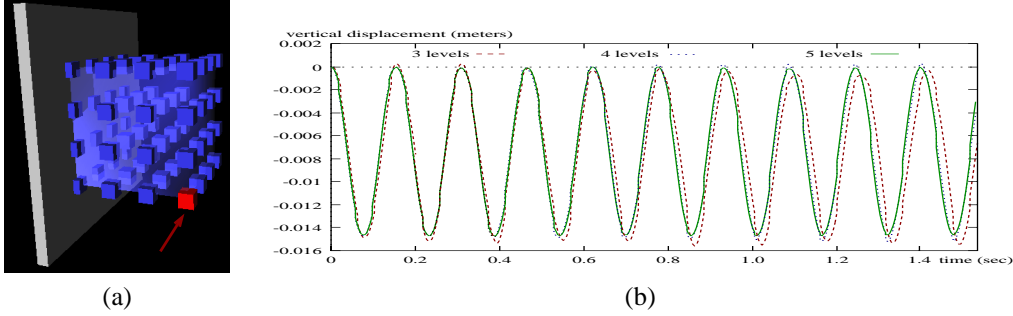 vertical displacement (meters)
0.002
3 levels 4 levels 5 levels
0
-0.002
-0.004
-0.006
-0.008
-0.01
-0.012
-0.014
-0.016
0 0.2 0.4 0.6 0.8 1.0 1.2 1.4 time (sec)
(a) (b)